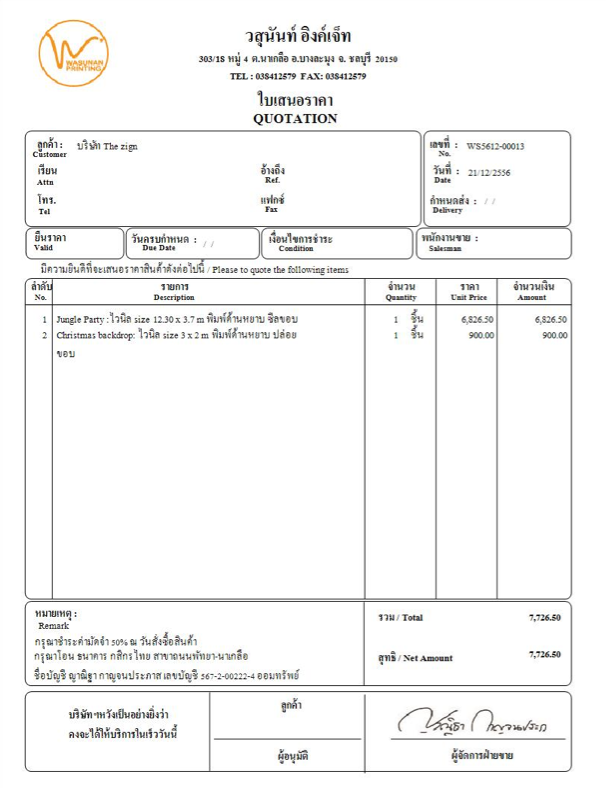 WASUNAN
PRINTING
วสุนันท์ อิงค์เจ็ท
303/18 หมู่ 4 ต.นาเกลือ อ.บางละมุง จ. ชลบุรี 20150
TEL : 038412579 FAX: 038412579
ใบเสนอราคา
QUOTATION
ลูกค้า : บริษัท The zign
Customer
เรียน อ้างถึง
Attn Ref.
โทร. แฟกซ์
Tel Fax
เลขที่ : WS5612-00013
No.
วันที่ : 21/12/2556
Date
กำหนดส่ง : / /
Delivery
ยืนราคา วันครบกำหนด : / / เงื่อนไขการชำระ พนักงานขาย :
Valid Due Date Condition Salesman
มีความยินดีที่จะเสนอราคาสินค้าดังต่อไปนี้ / Please to quote the following items
ลำดับ รายการ จำนวน ราคา จำนวนเงิน
No. Description Quantity Unit Price Amount
1 Jungle Party : ไวนิล size 12.30 x 3.7 m พิมพ์ด้านหยาบ ซิลขอบ 1 ชิ้น 6,826.50 6,826.50
2 Christmas backdrop: ไวนิล size 3 x 2 m พิมพ์ด้านหยาบ ปล่อย 1 ชิ้น 900.00 900.00
ขอบ
หมายเหตุ :
Remark
กรุณาชำระค่ามัดจำ 50% ณ วันสั่งซื้อสินค้า
กรุณาโอน ธนาคาร กสิกรไทย สาขาถนนพัทยา-นาเกลือ
ชื่อบัญชี ญาณิฐา กาญจนประภาส เลขบัญชี 567-2-00222-4 ออมทรัพย์
รวม / Total 7,726.50
สุทธิ / Net Amount 7,726.50
บริษัทฯหวังเป็นอย่างยิ่งว่า
คงจะได้ให้บริการในเร็ววันนี้
ลูกค้า
ผู้อนุมัติ
ผู้จัดการฝ่ายขาย